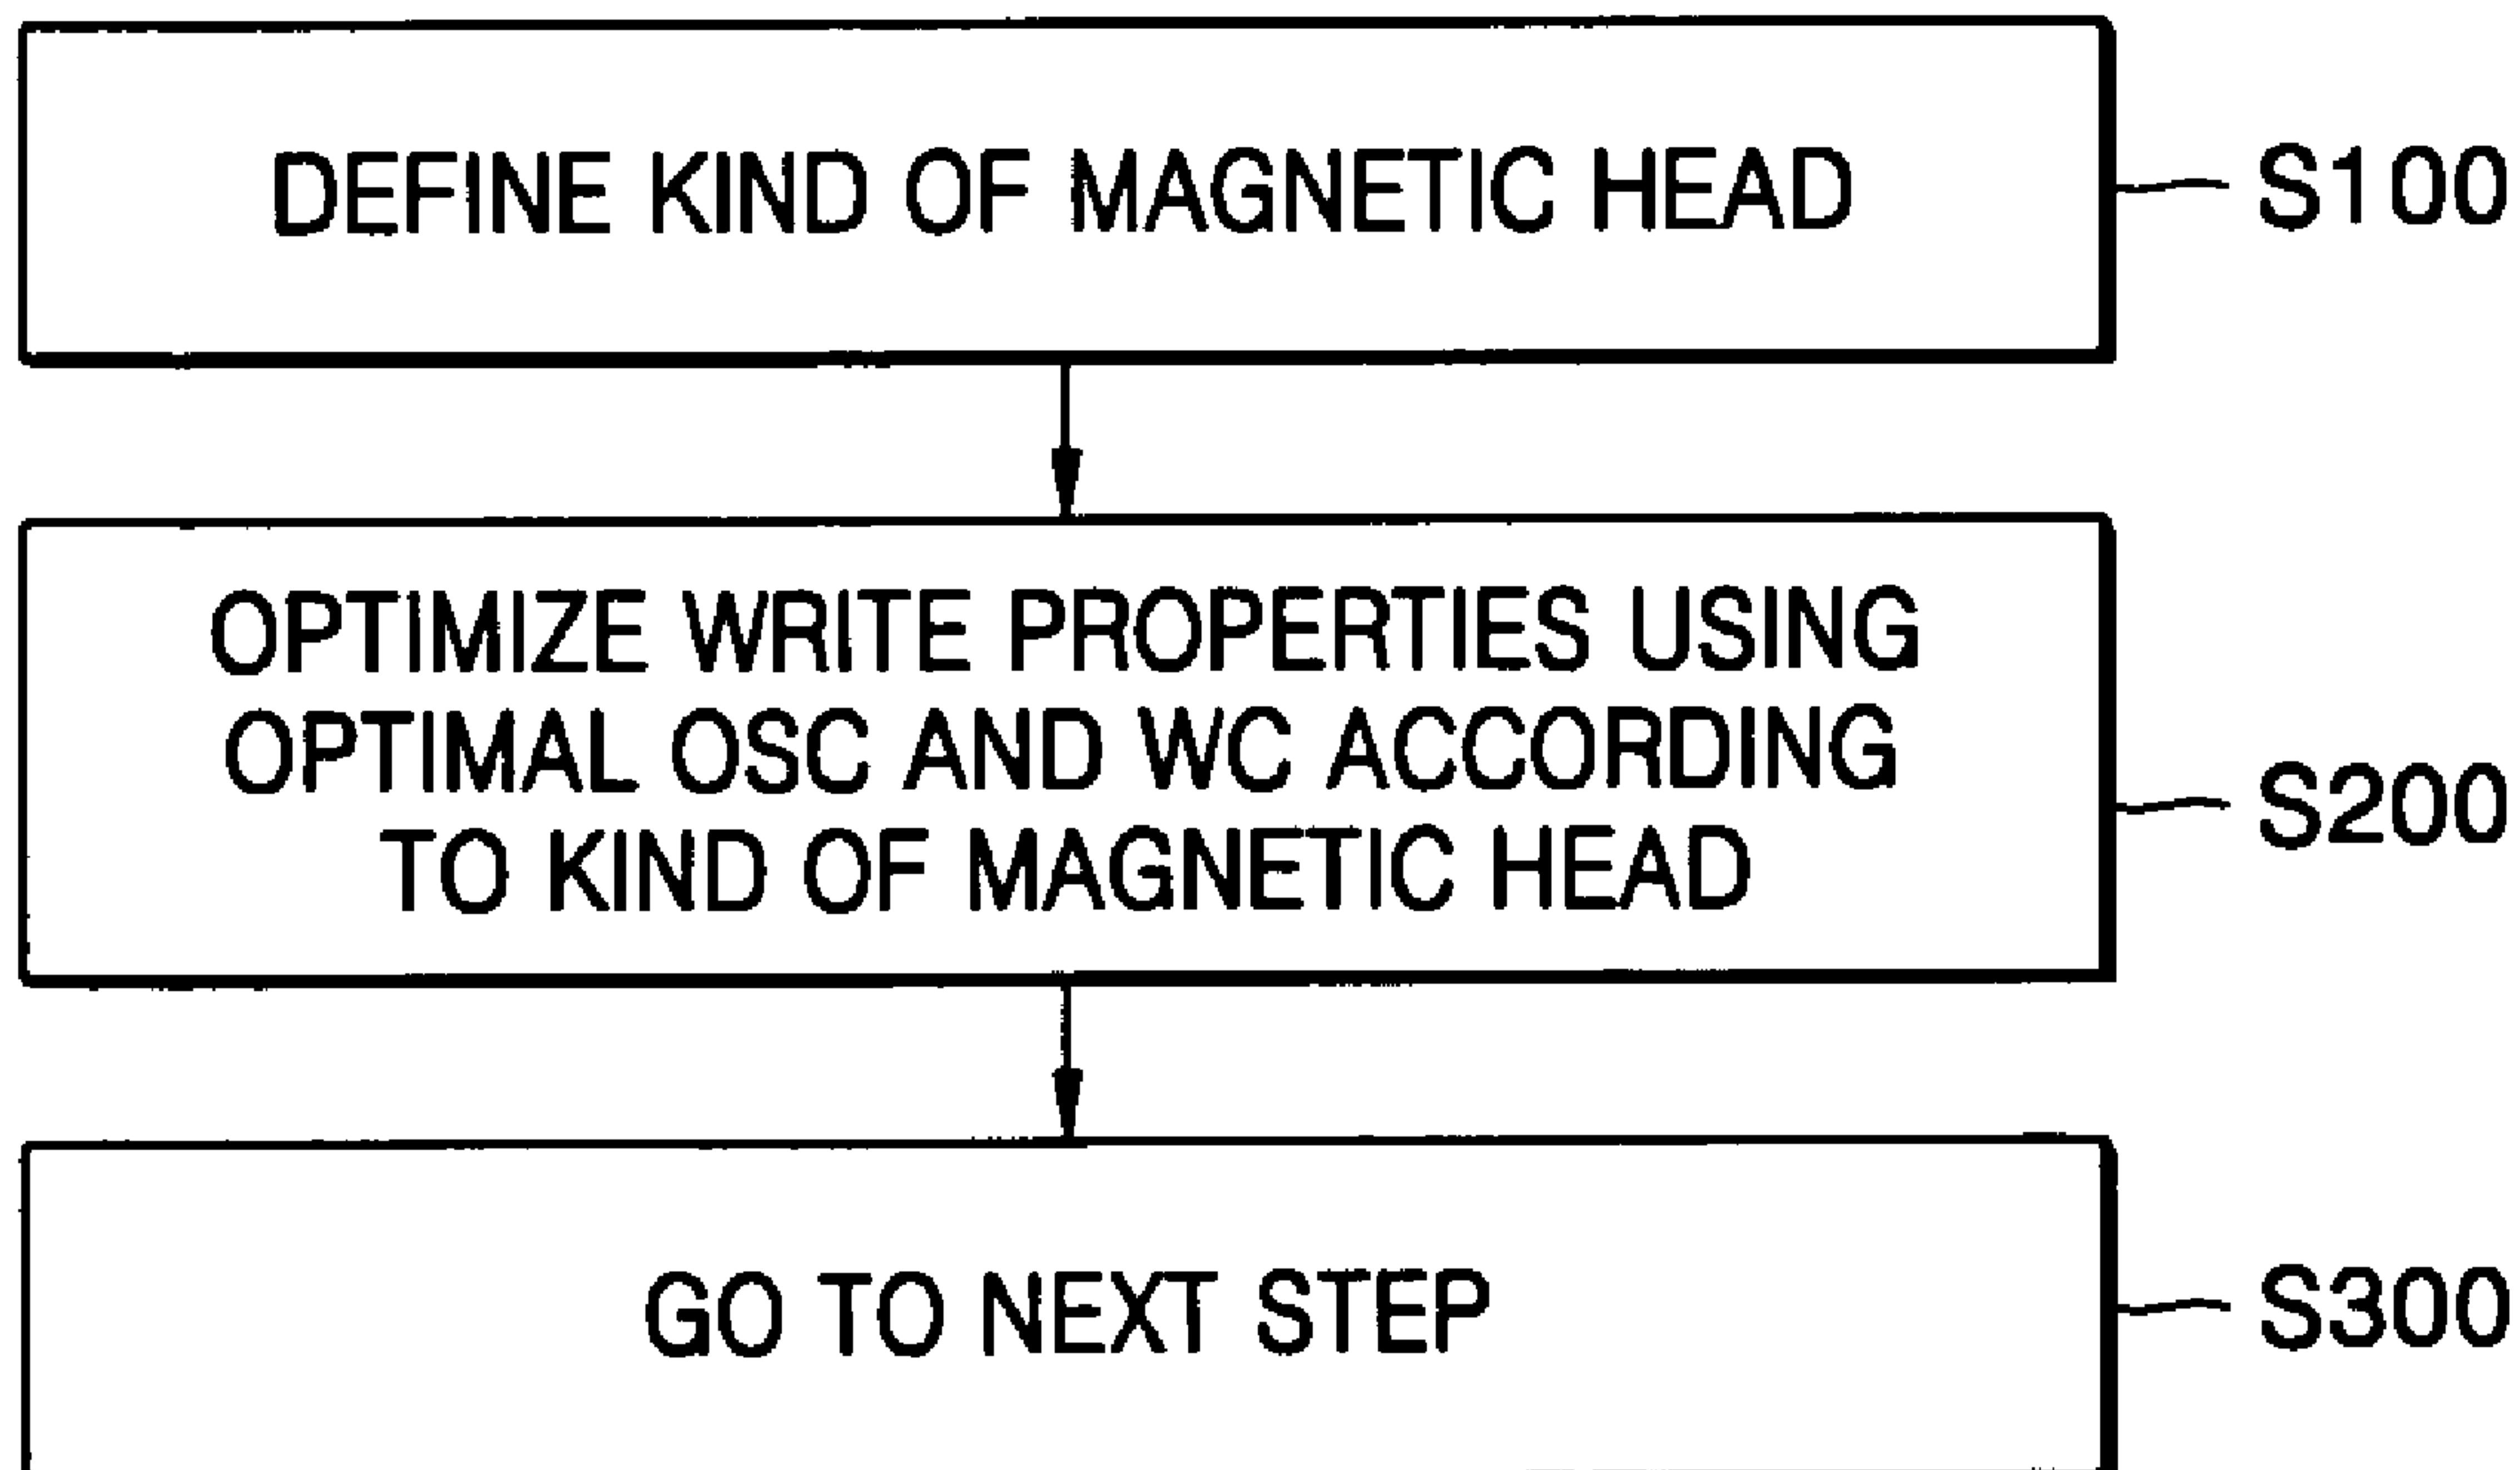 DEFINE KIND OF MAGNETIC HEAD
S100
OPTIMIZE WRITE PROPERTIES USING
OPTIMAL OSC AND WC ACCORDING
TO KIND OF MAGNETIC HEAD
S200
GO TO NEXT STEP
S300